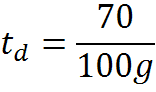 t_d = 70/100g